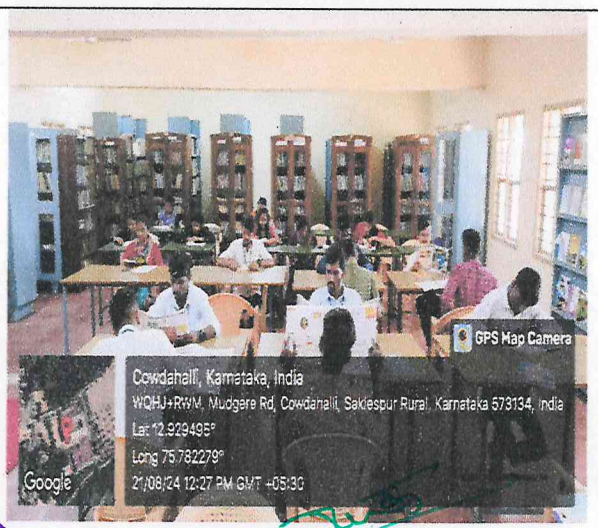 GPS Map Camera
Cowdahalli, Karnataka, India
WQHJ+RWM, Mudgere Rd, Cowdahalli, Saklespur Rural, Karnataka 573134, India
Lat 12.929495°
Long 75.782279°
21/08/24 12:27 PM GMT +05:30
Google